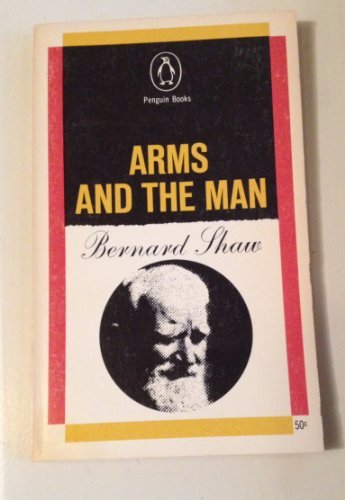 Penguin Books
ARMS
AND THE MAN
Bernard Shaw
50¢